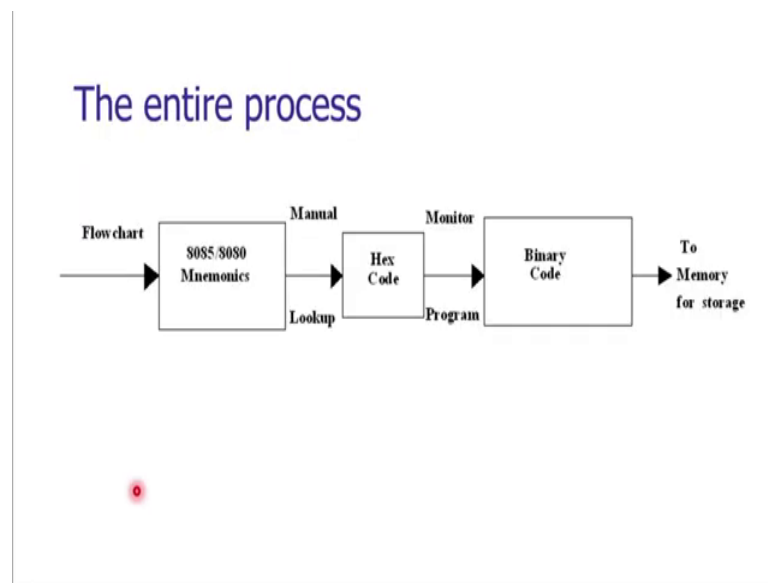 The entire process
Flowchart
8085/8080
Mnemonics
Manual
Lookup
Hex
Code
Monitor
Program
Binary
Code
To
Memory
for storage